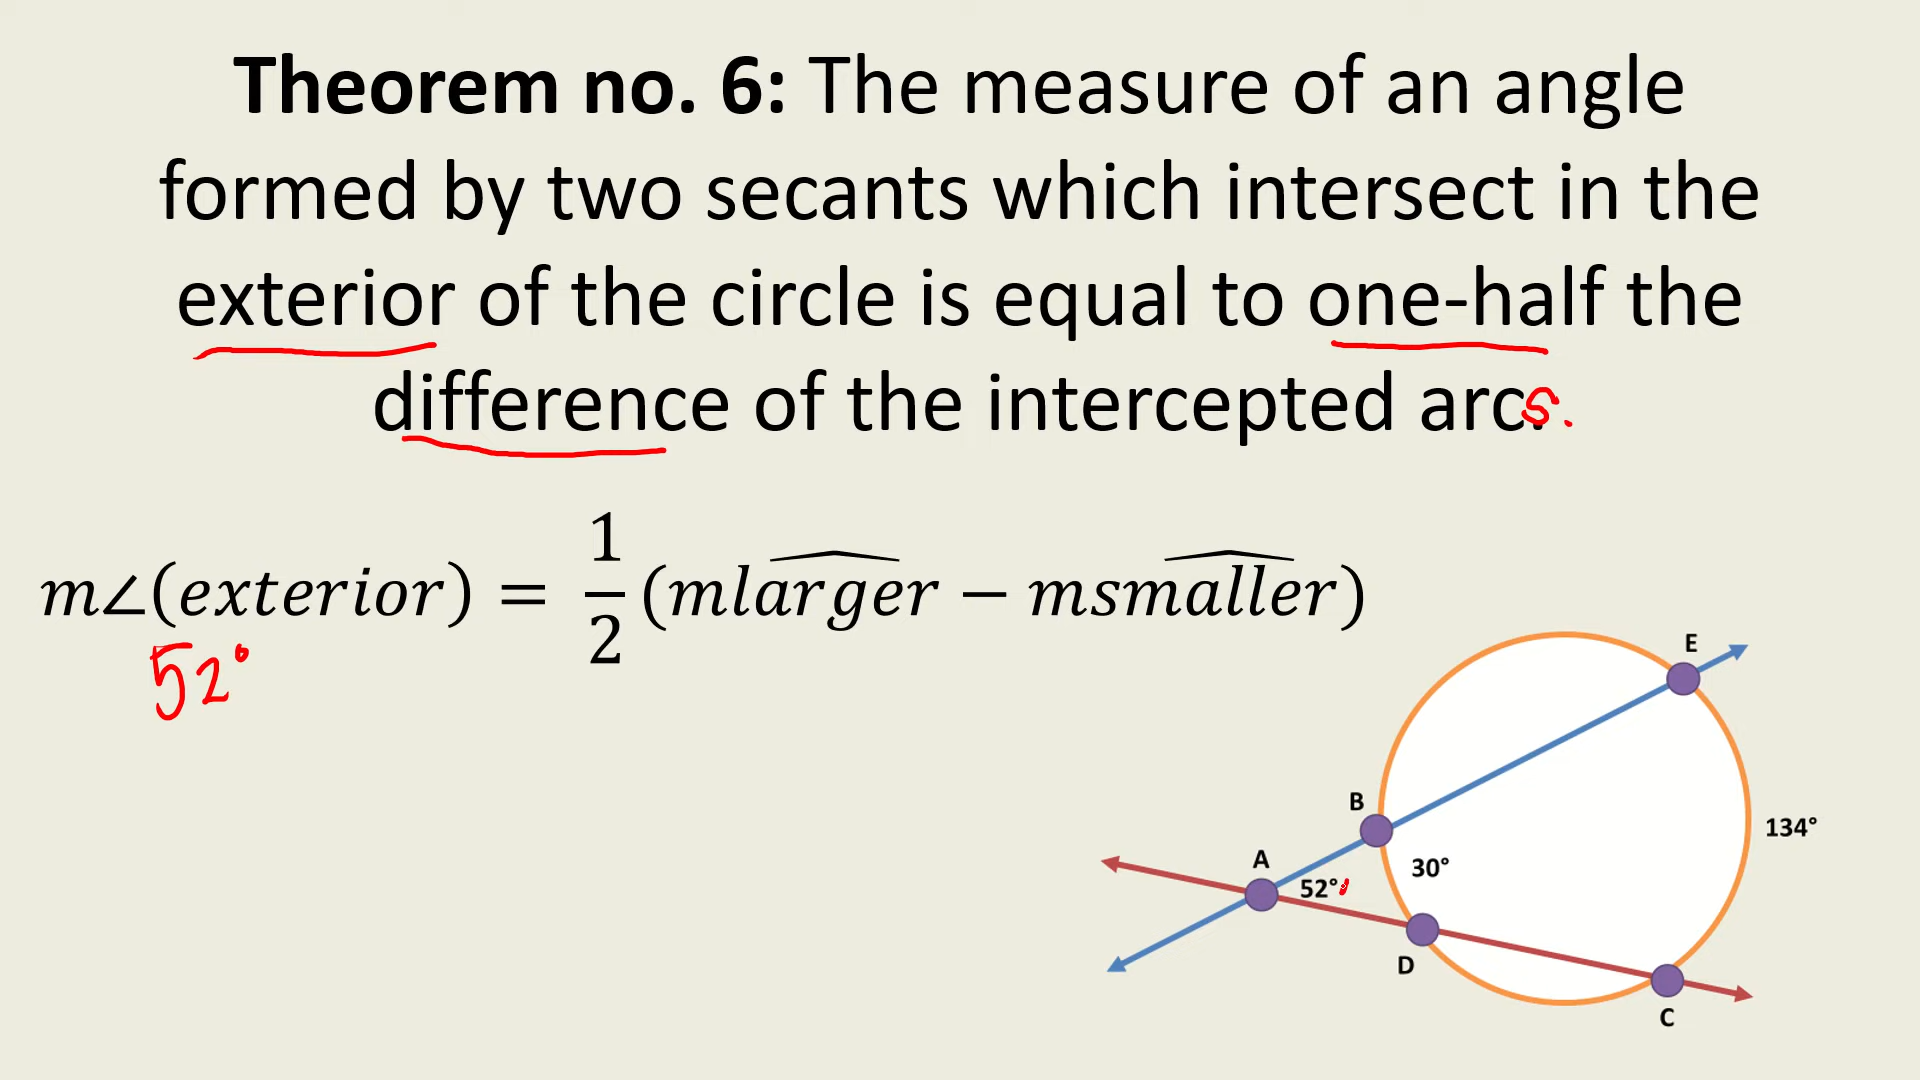 Theorem no. 6: The measure of an angle
formed by two secants which intersect in the
exterior of the circle is equal to one-half the
difference of the intercepted arcs.
m∠(exterior) = 1/2 (mlarger − msmaller)
52°
E
B
134°
A
30°
52°
D
C